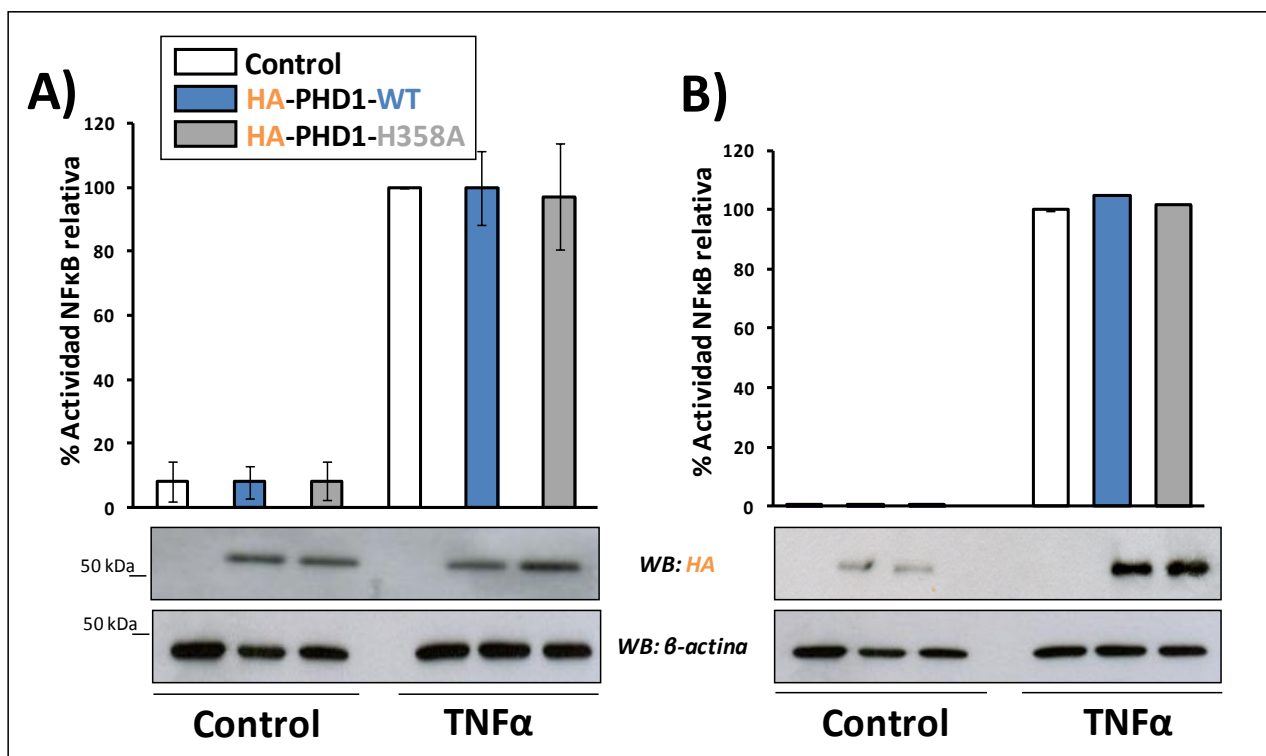 A)
Control
HA-PHD1-WT
HA-PHD1-H358A
% Actividad NFκB relativa
120
100
80
60
40
20
0
50 kDa
50 kDa
Control
TNFα
WB: HA
WB: β-actina
B)
% Actividad NFκB relativa
120
100
80
60
40
20
0
Control
TNFα